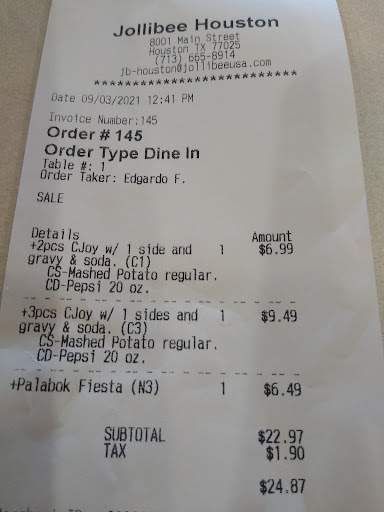 Jollibee Houston
8001 Main Street
Houston TX 77025
(713) 665-8914
jb-houston@jollibeeusa.com
****************************
Date 09/03/2021 12:41 PM
Invoice Number:145
Order # 145
Order Type Dine In
Table #: 1
Order Taker: Edgardo F.
SALE
Details Amount
+2pcs CJoy w/ 1 side and 1 $6.99
gravy & soda. (C1)
CS-Mashed Potato regular.
CD-Pepsi 20 oz.
+3pcs CJoy w/ 1 sides and 1 $9.49
gravy & soda. (C3)
CS-Mashed Potato regular.
CD-Pepsi 20 oz.
+Palabok Fiesta (N3) 1 $6.49
SUBTOTAL $22.97
TAX $1.90
$24.87